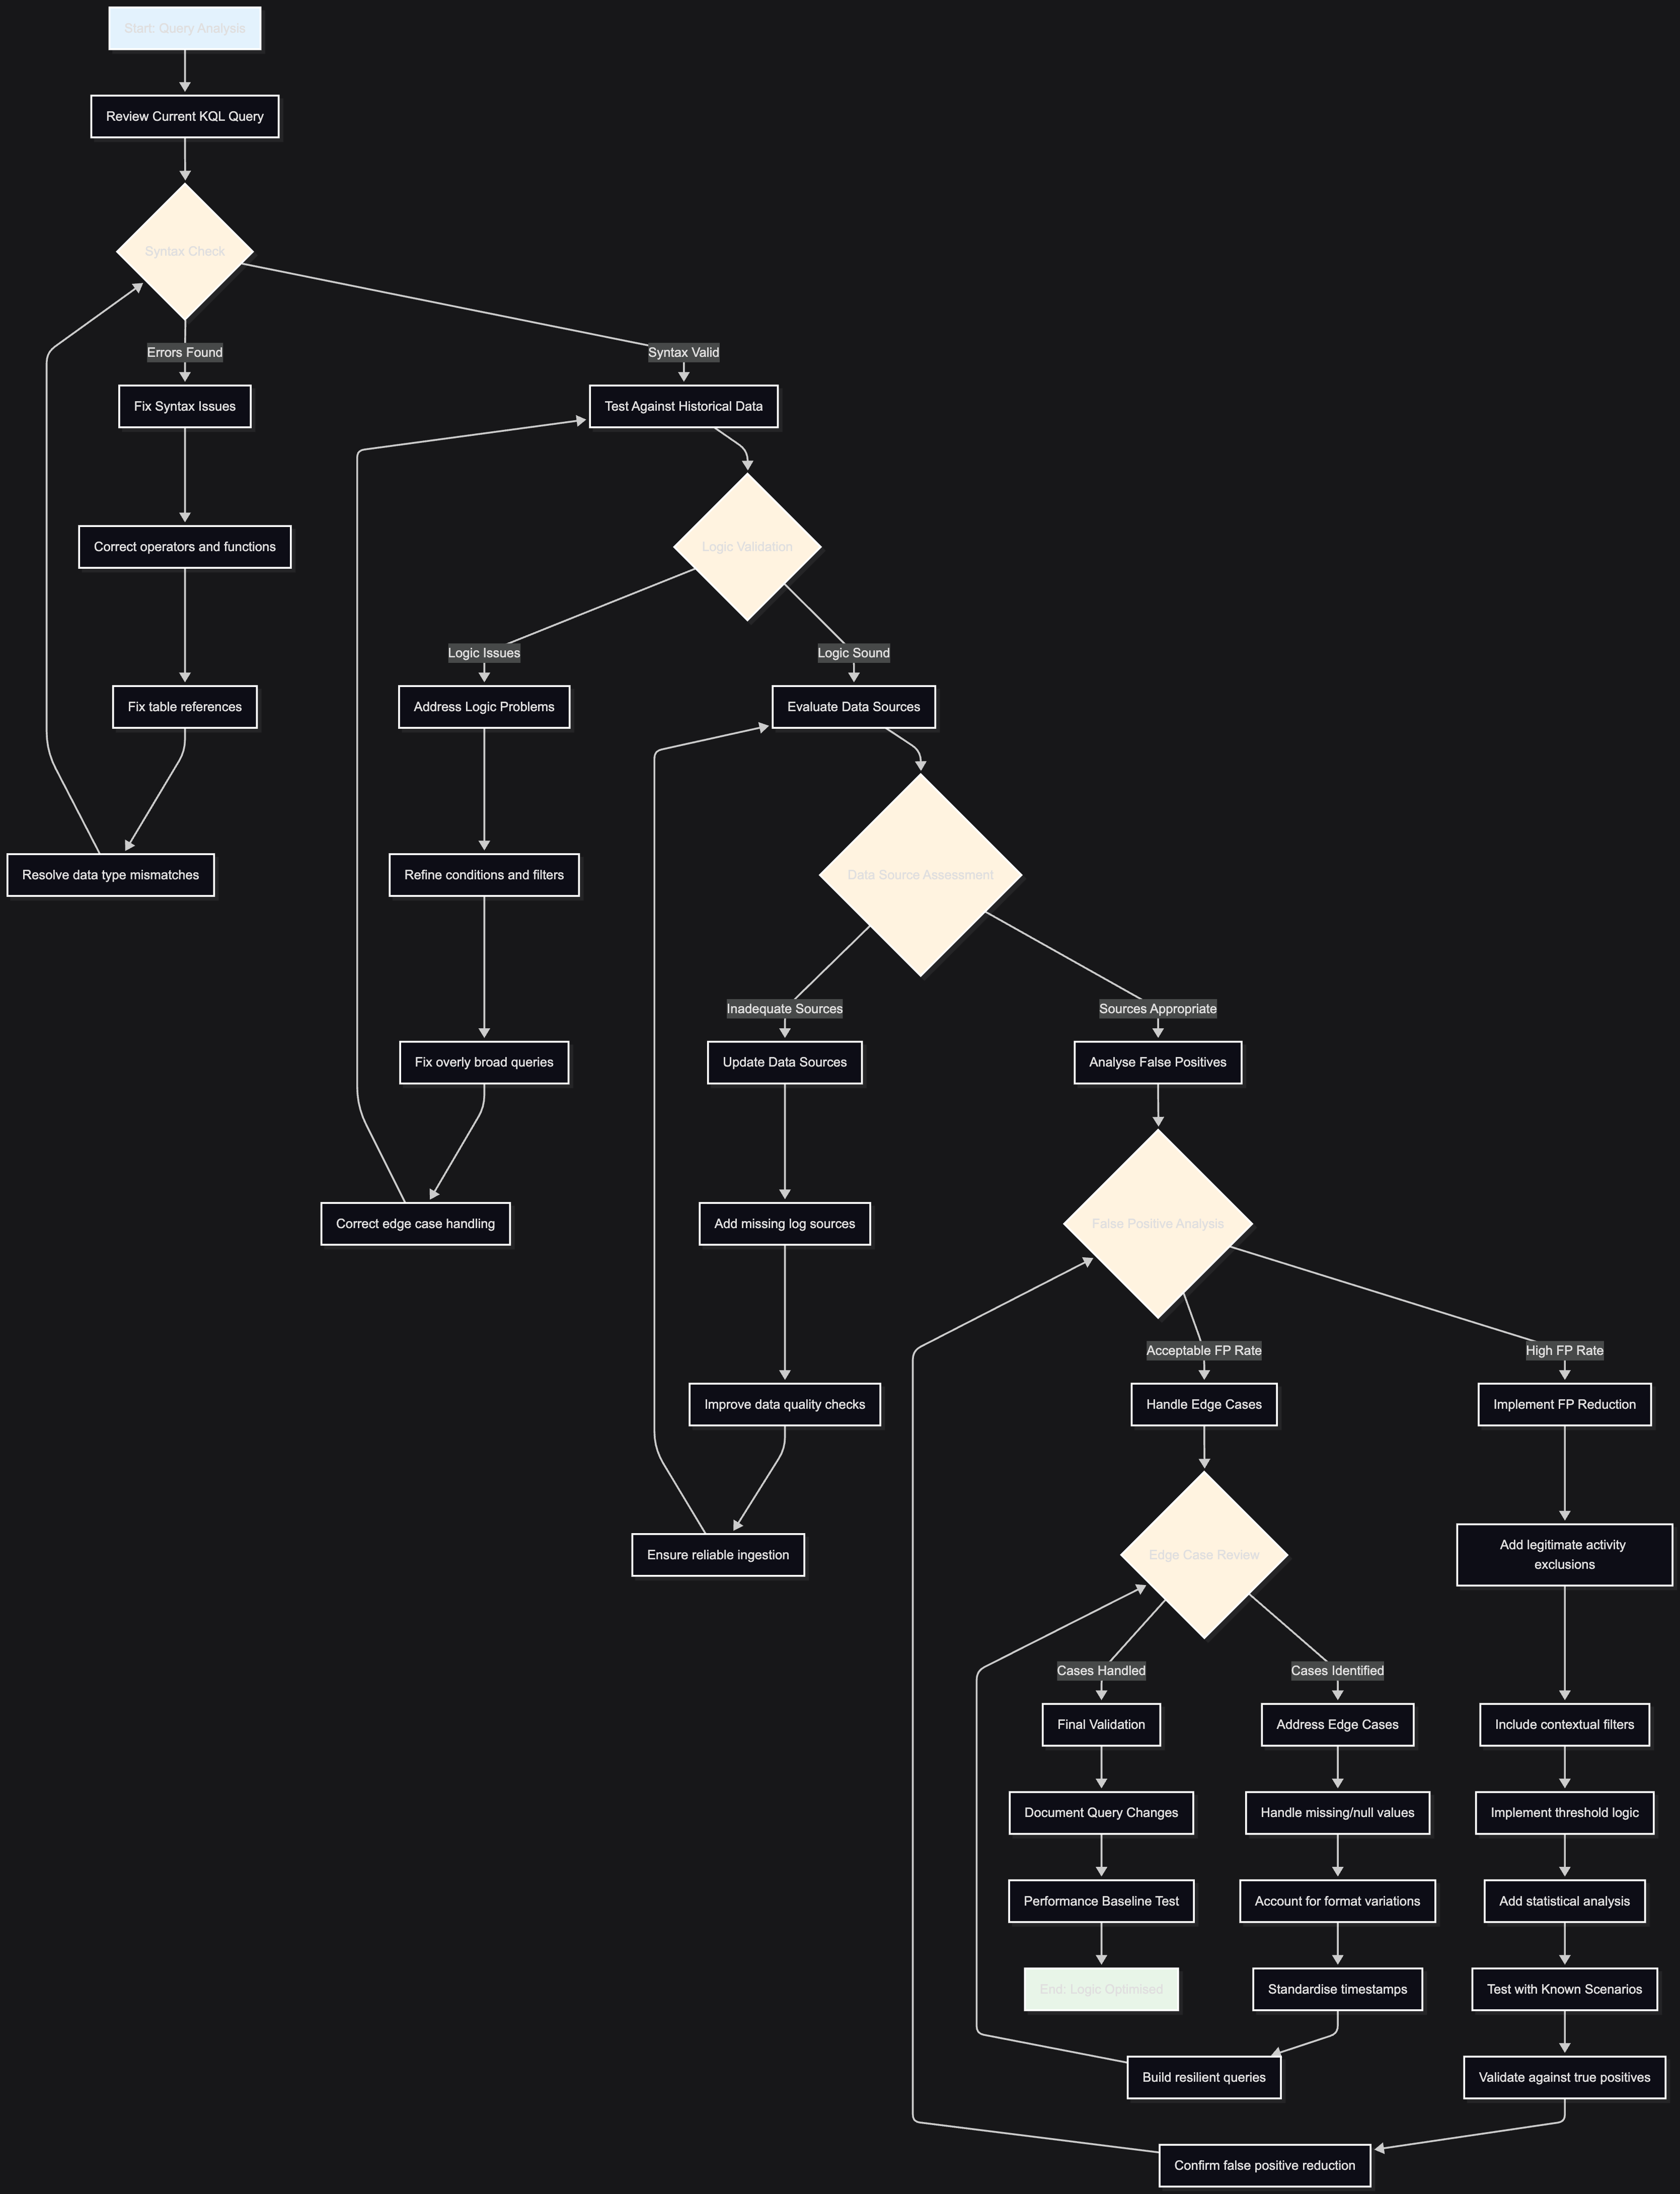 Start: Query Analysis
Review Current KQL Query
Syntax Check
Errors Found
Syntax Valid
Fix Syntax Issues
Test Against Historical Data
Correct operators and functions
Logic Validation
Logic Issues
Logic Sound
Fix table references
Address Logic Problems
Evaluate Data Sources
Resolve data type mismatches
Refine conditions and filters
Data Source Assessment
Inadequate Sources
Sources Appropriate
Fix overly broad queries
Update Data Sources
Analyse False Positives
Correct edge case handling
Add missing log sources
False Positive Analysis
Acceptable FP Rate
High FP Rate
Improve data quality checks
Handle Edge Cases
Implement FP Reduction
Ensure reliable ingestion
Edge Case Review
Add legitimate activity
exclusions
Cases Handled
Cases Identified
Final Validation
Address Edge Cases
Include contextual filters
Document Query Changes
Handle missing/null values
Implement threshold logic
Performance Baseline Test
Account for format variations
Add statistical analysis
End: Logic Optimised
Standardise timestamps
Test with Known Scenarios
Build resilient queries
Validate against true positives
Confirm false positive reduction